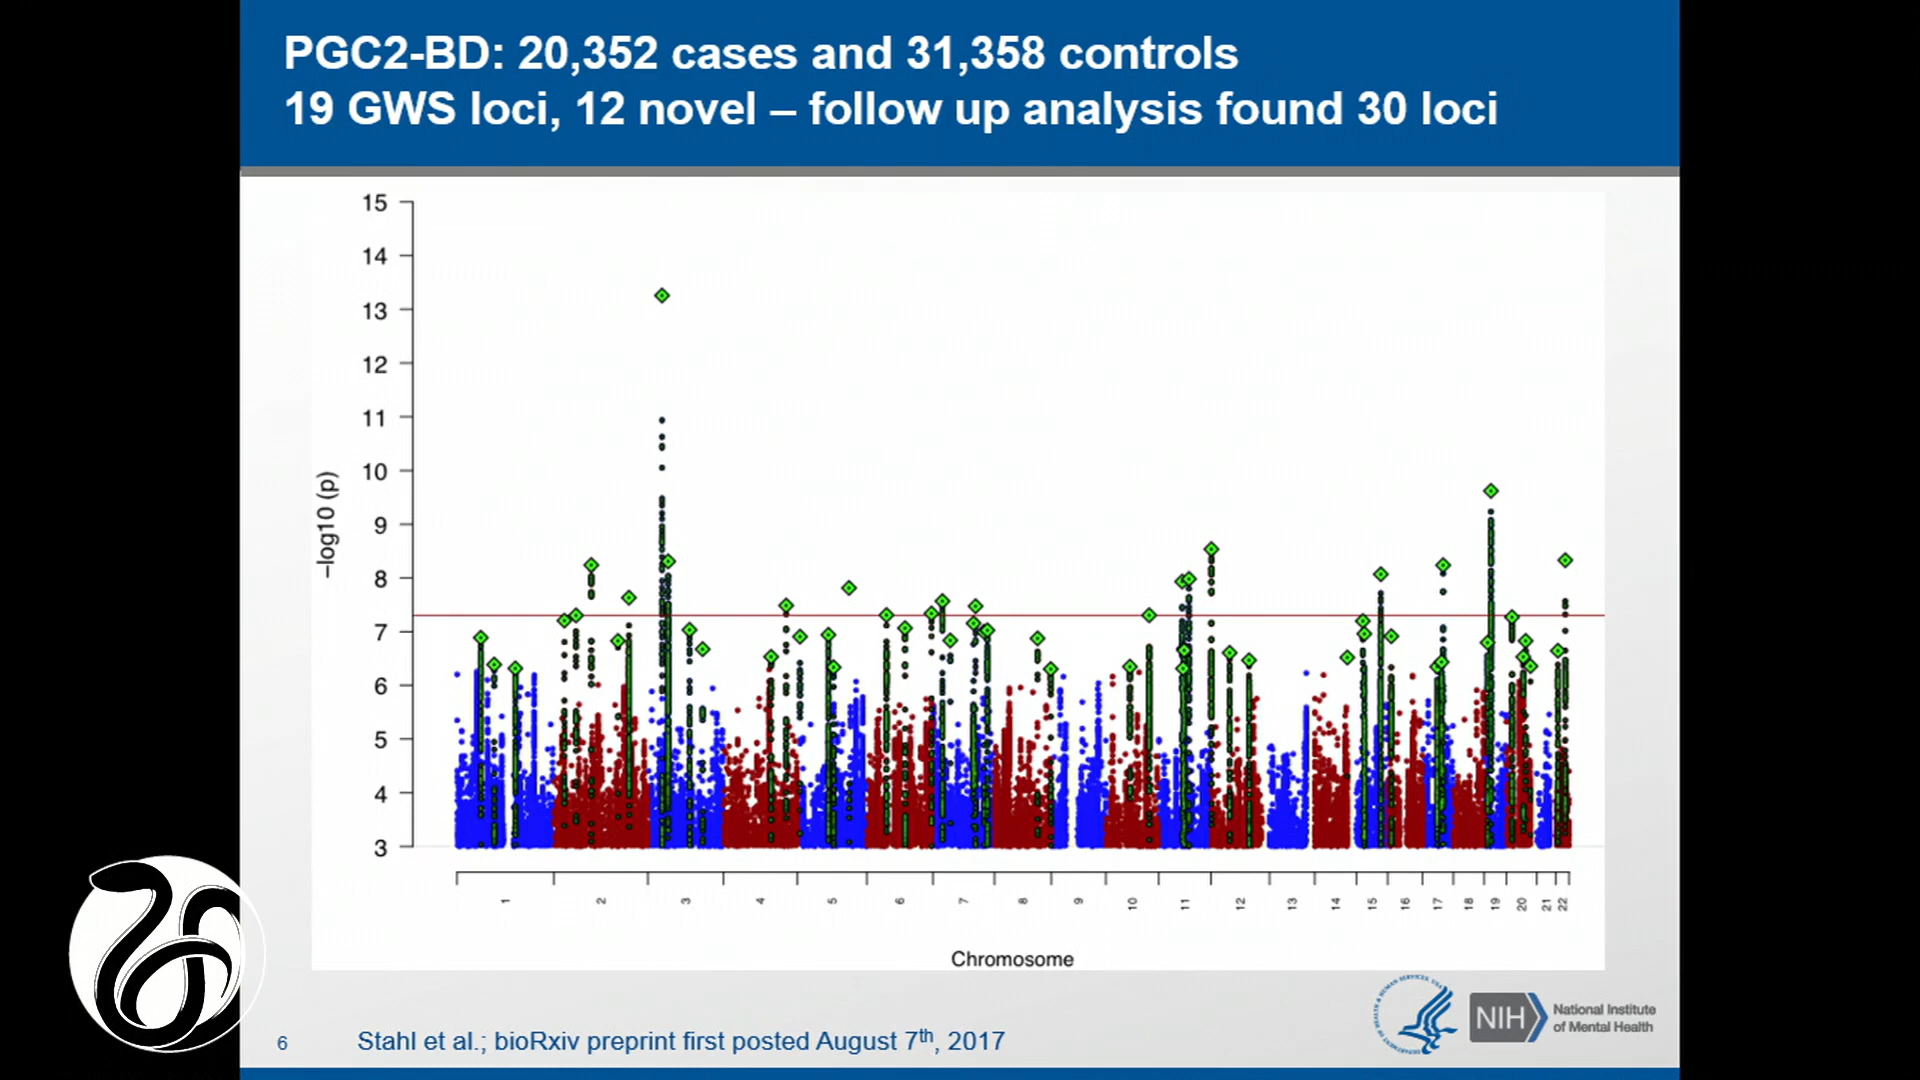 PGC2-BD: 20,352 cases and 31,358 controls
19 GWS loci, 12 novel – follow up analysis found 30 loci
15
14
13
12
11
10
9
8
7
6
5
4
3
–log10 (p)
1 2 3 4 5 6 7 8 9 10 11 12 13 14 15 16 17 18 19 20 21 22
Chromosome
NIH
National Institute
of Mental Health
6
Stahl et al.; bioRxiv preprint first posted August 7th, 2017